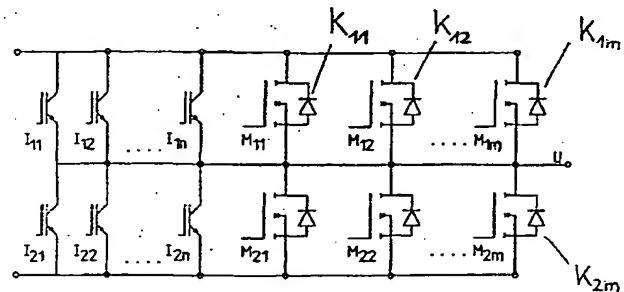 K11 K12 K1m
I11 I12 .... I1n M11 M12 .... M1m u
I21 I22 .... I2n M21 M22 .... M2m
K2m